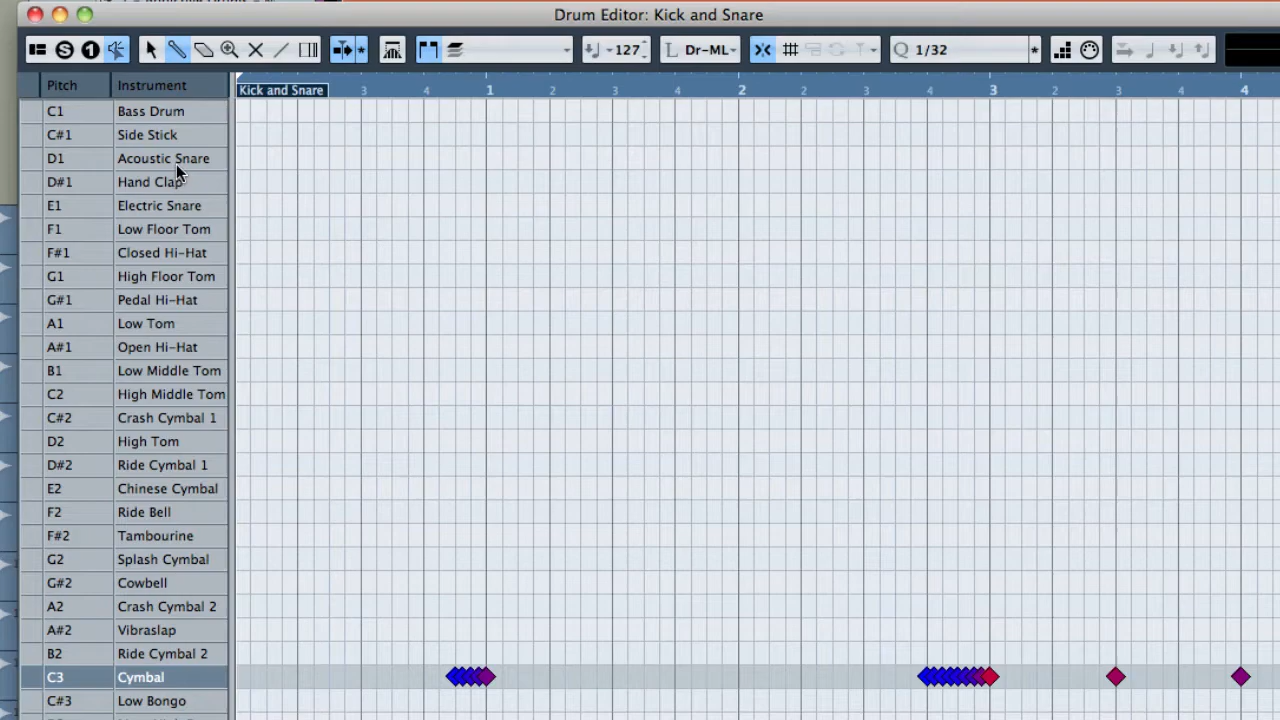 Drum Editor: Kick and Snare
127 Dr-ML Q 1/32
Pitch Instrument
3 4 1 2 3 4 2 2 3 4 3 2 3 4 4
Kick and Snare
C1 Bass Drum
C#1 Side Stick
D1 Acoustic Snare
D#1 Hand Clap
E1 Electric Snare
F1 Low Floor Tom
F#1 Closed Hi-Hat
G1 High Floor Tom
G#1 Pedal Hi-Hat
A1 Low Tom
A#1 Open Hi-Hat
B1 Low Middle Tom
C2 High Middle Tom
C#2 Crash Cymbal 1
D2 High Tom
D#2 Ride Cymbal 1
E2 Chinese Cymbal
F2 Ride Bell
F#2 Tambourine
G2 Splash Cymbal
G#2 Cowbell
A2 Crash Cymbal 2
A#2 Vibraslap
B2 Ride Cymbal 2
C3 Cymbal
C#3 Low Bongo